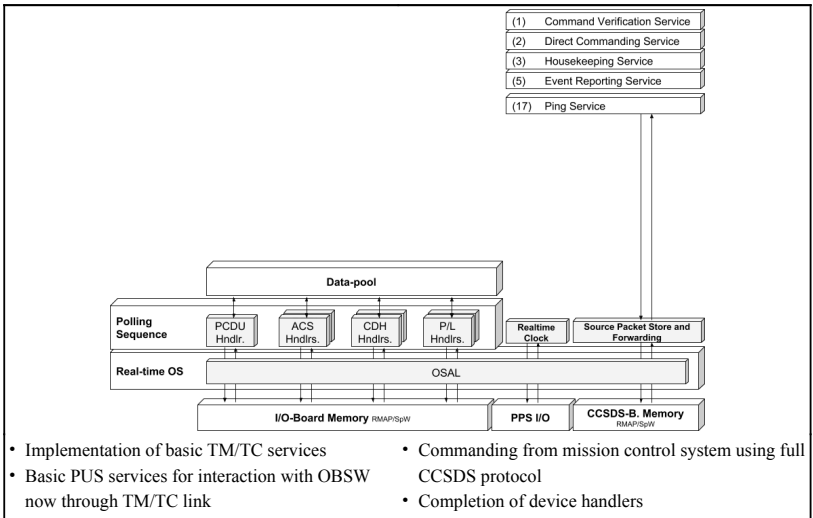 (1) Command Verification Service
(2) Direct Commanding Service
(3) Housekeeping Service
(5) Event Reporting Service
(17) Ping Service
Data-pool
Polling
Sequence
PCDU
Hndlr.
ACS
Hndlrs.
CDH
Hndlrs.
P/L
Hndlrs.
Realtime
Clock
Source Packet Store and
Forwarding
Real-time OS
OSAL
I/O-Board Memory RMAP/SpW
PPS I/O
CCSDS-B. Memory
RMAP/SpW
• Implementation of basic TM/TC services
• Basic PUS services for interaction with OBSW
now through TM/TC link
• Commanding from mission control system using full
CCSDS protocol
• Completion of device handlers